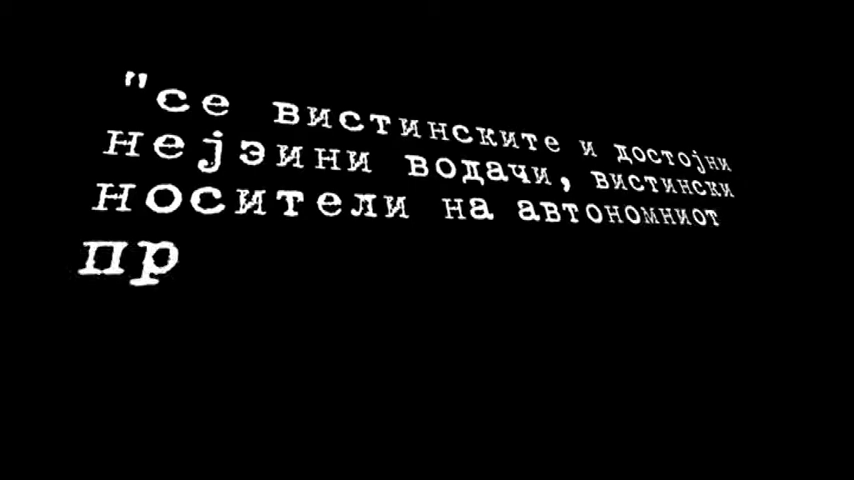 "се вистинските и достојни
нејзини водачи, вистински
носители на автономниот
пр